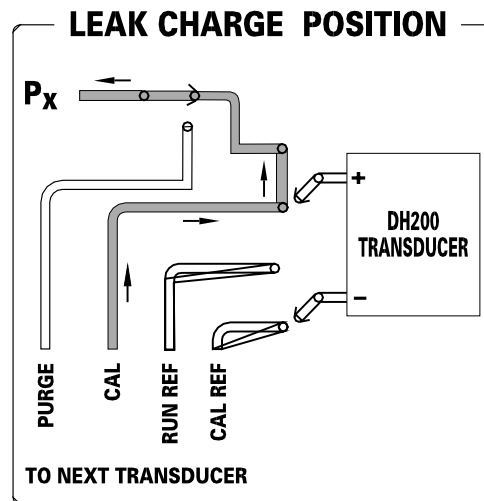 LEAK CHARGE POSITION
Px
+
DH200
TRANSDUCER
−
PURGE
CAL
RUN REF
CAL REF
TO NEXT TRANSDUCER